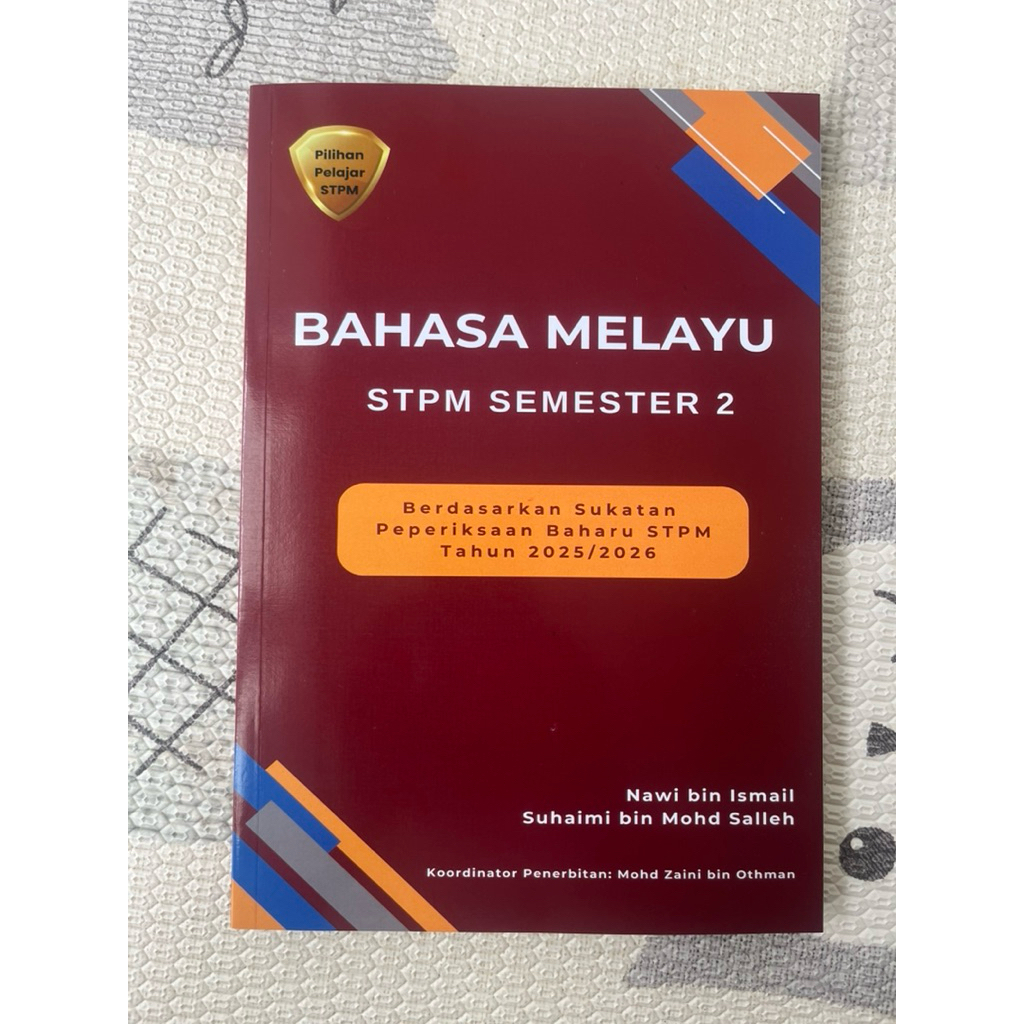 Pilihan
Pelajar
STPM
BAHASA MELAYU
STPM SEMESTER 2
Berdasarkan Sukatan
Peperiksaan Baharu STPM
Tahun 2025/2026
Nawi bin Ismail
Suhaimi bin Mohd Salleh
Koordinator Penerbitan: Mohd Zaini bin Othman